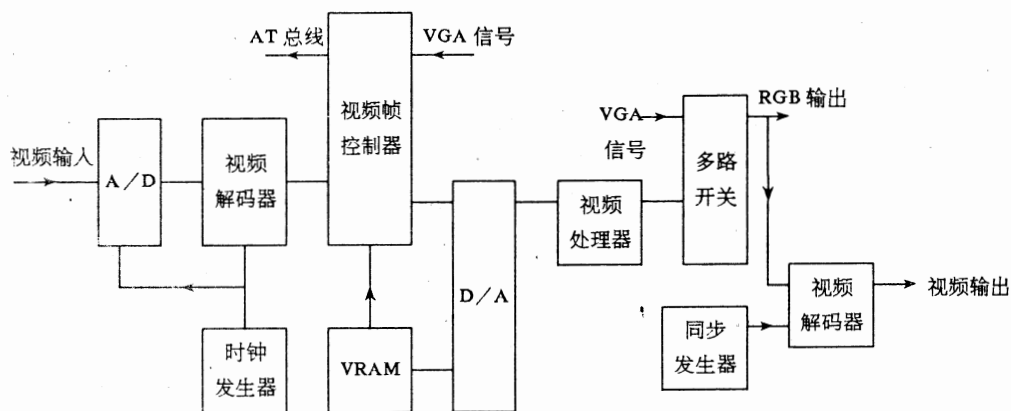 AT 总线
VGA 信号
视频帧
控制器
VGA
信号
RGB 输出
多路
开关
视频输入
A／D
视频
解码器
视频
处理器
D／A
视频
解码器
视频输出
时钟
发生器
VRAM
同步
发生器